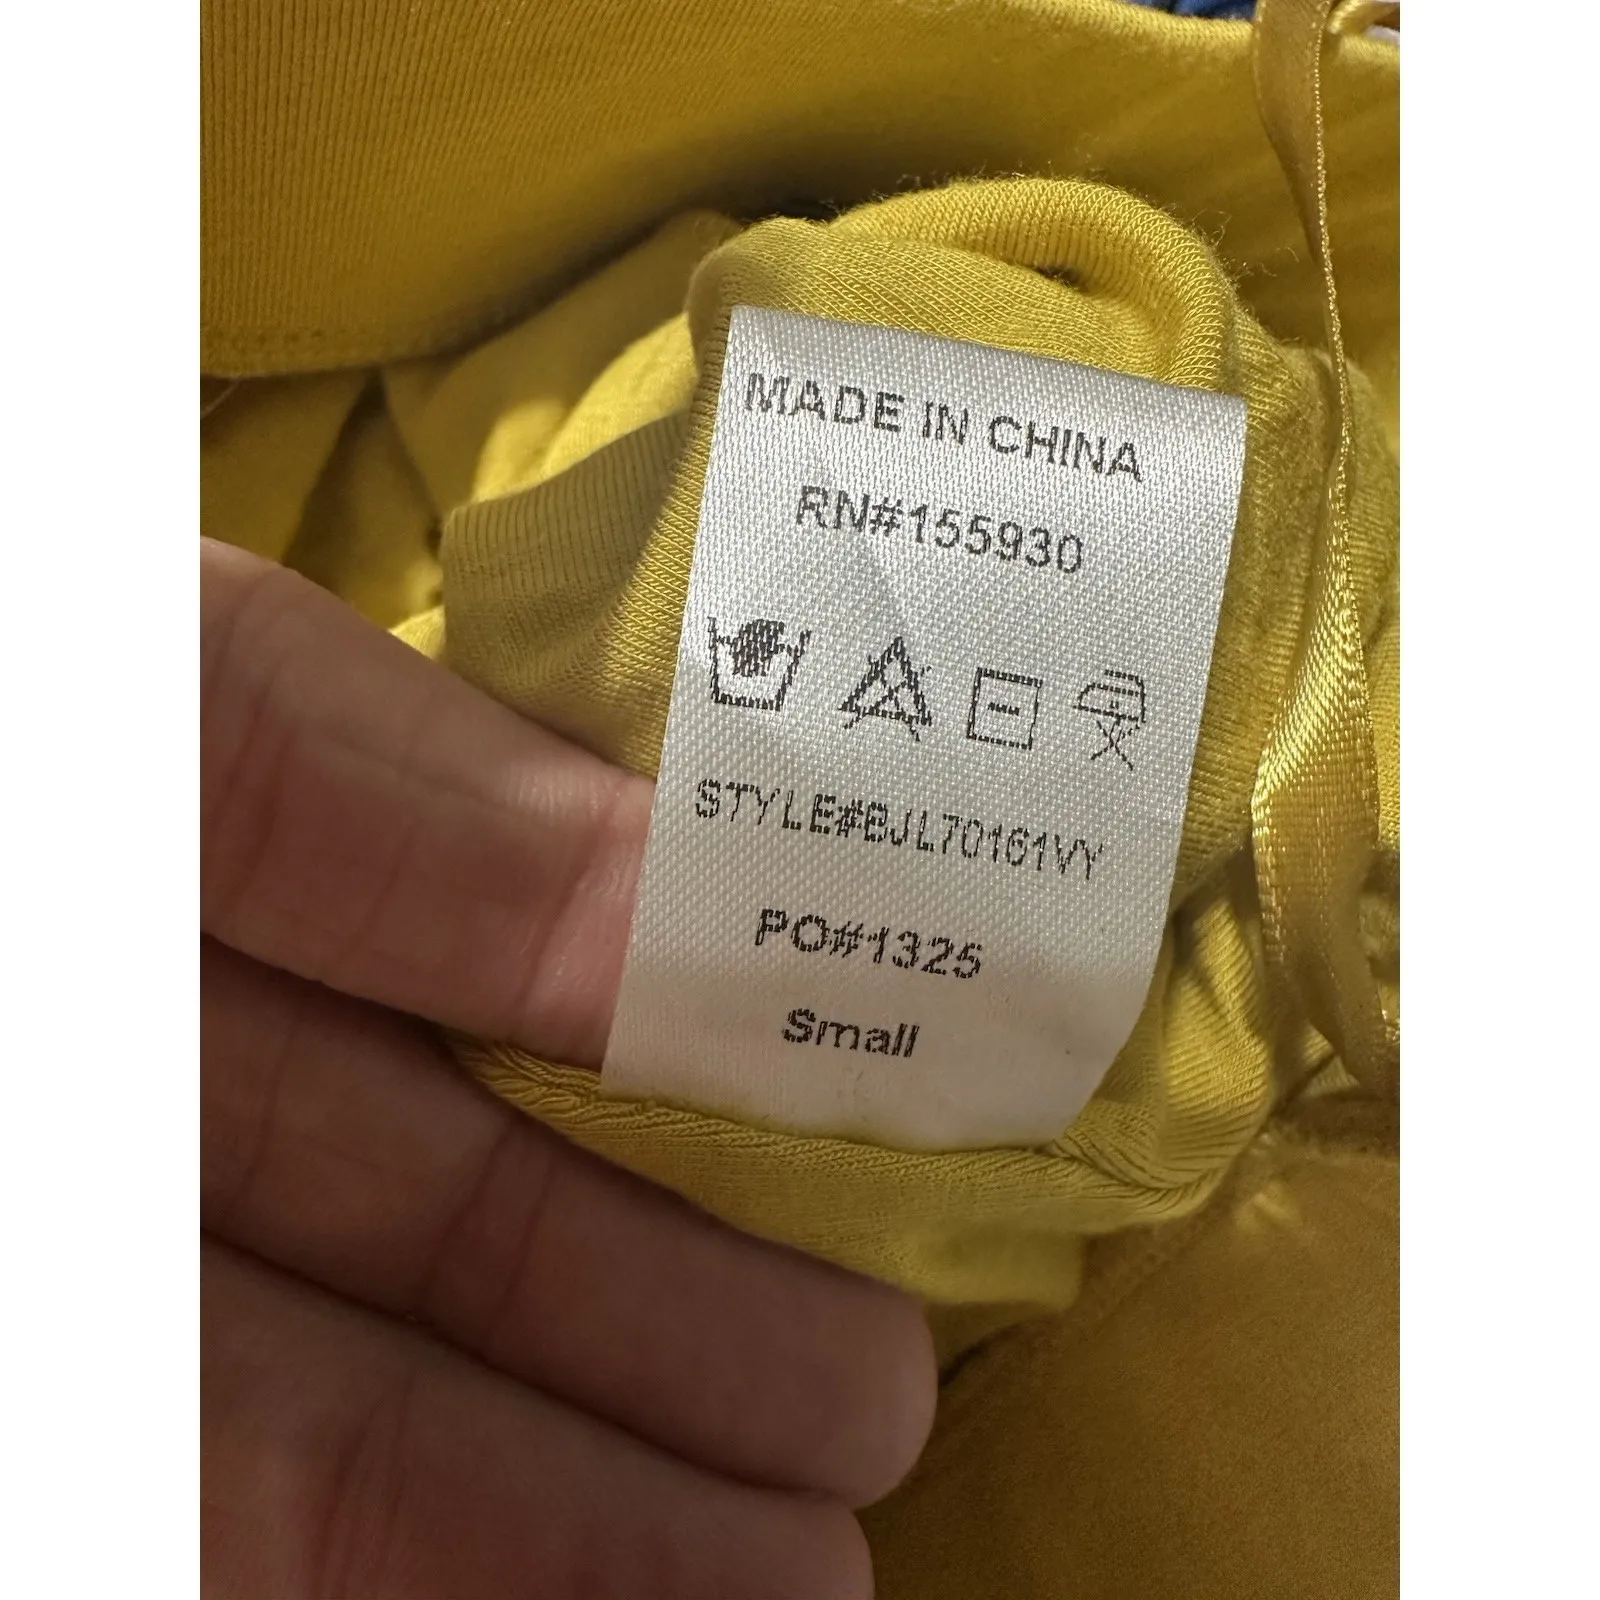 MADE IN CHINA
RN#155930
STYLE#BJL70161VY
PO#1325
Small